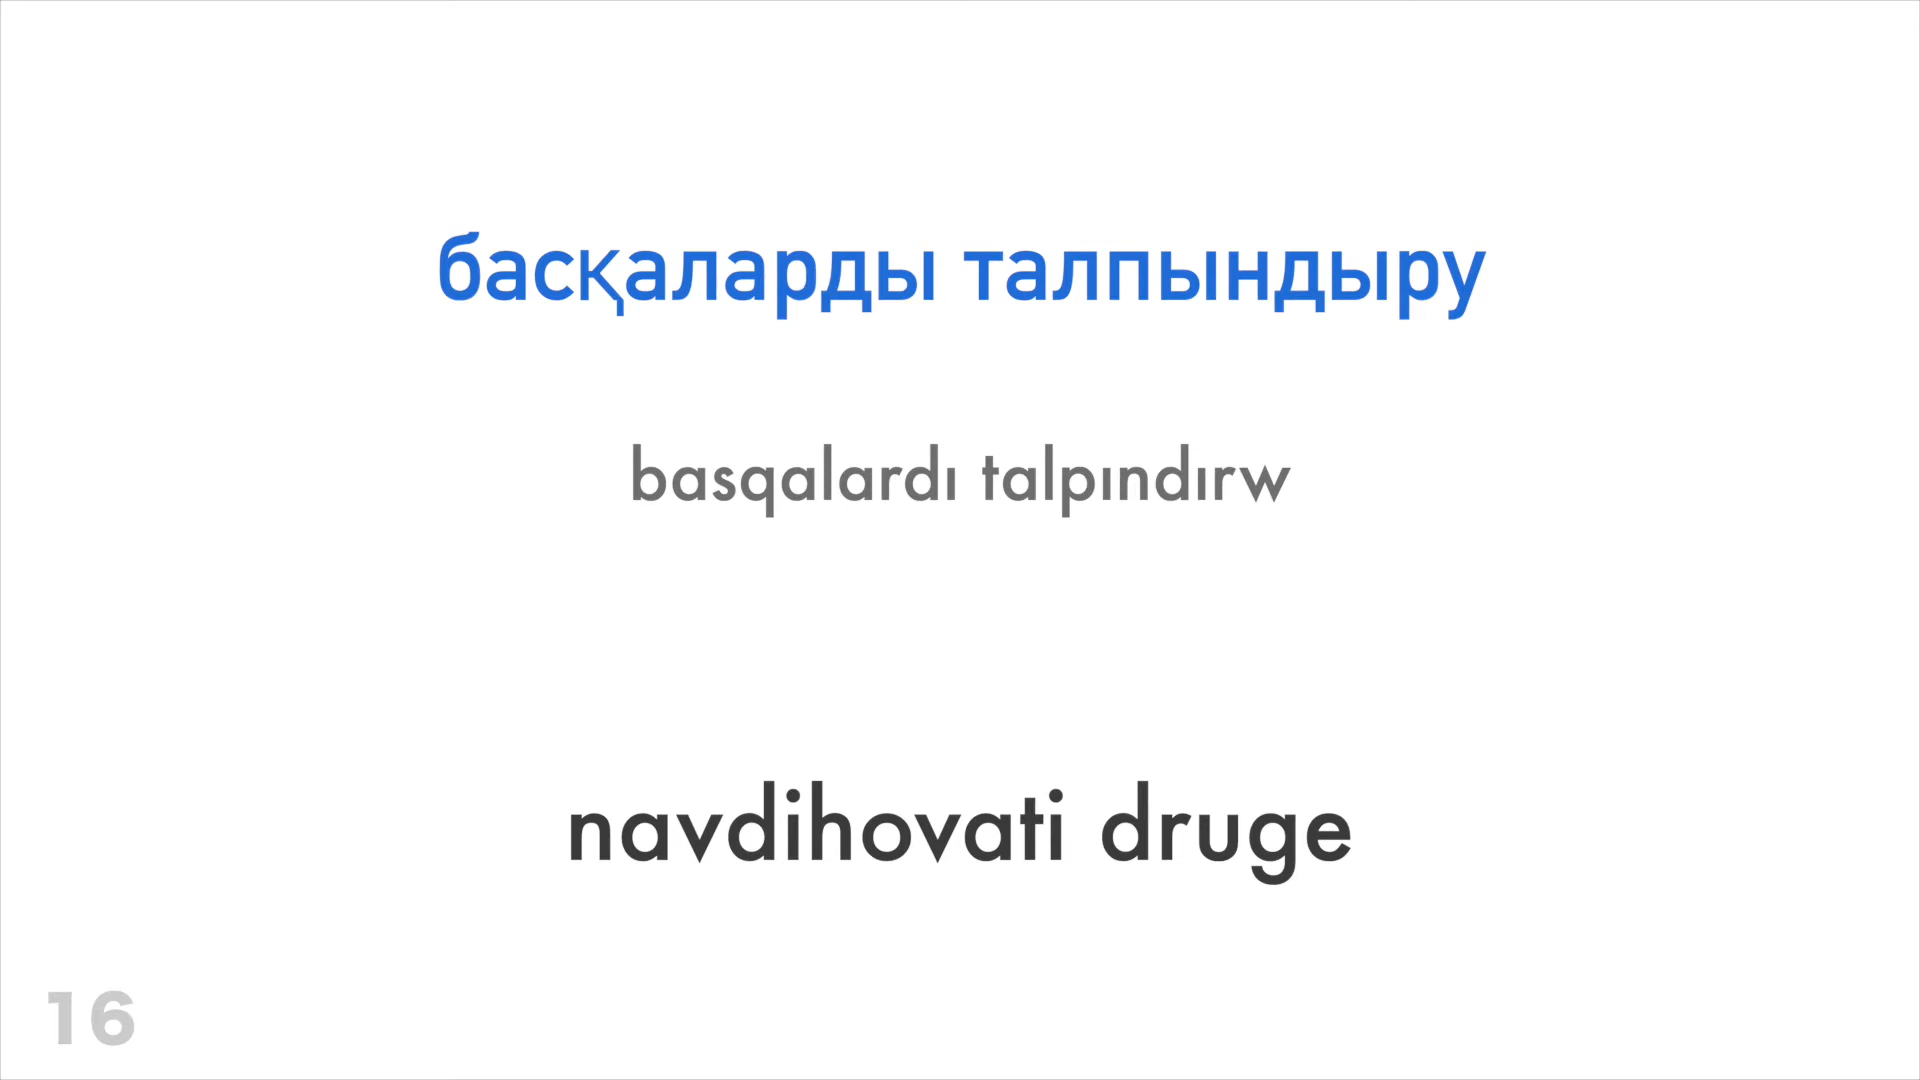 басқаларды талпындыру
basqalardı talpındırw
navdihovati druge
16